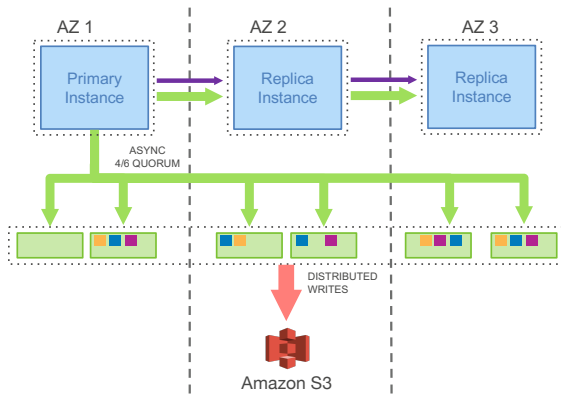 AZ 1
AZ 2
AZ 3
Primary
Instance
Replica
Instance
Replica
Instance
ASYNC
4/6 QUORUM
DISTRIBUTED
WRITES
Amazon S3